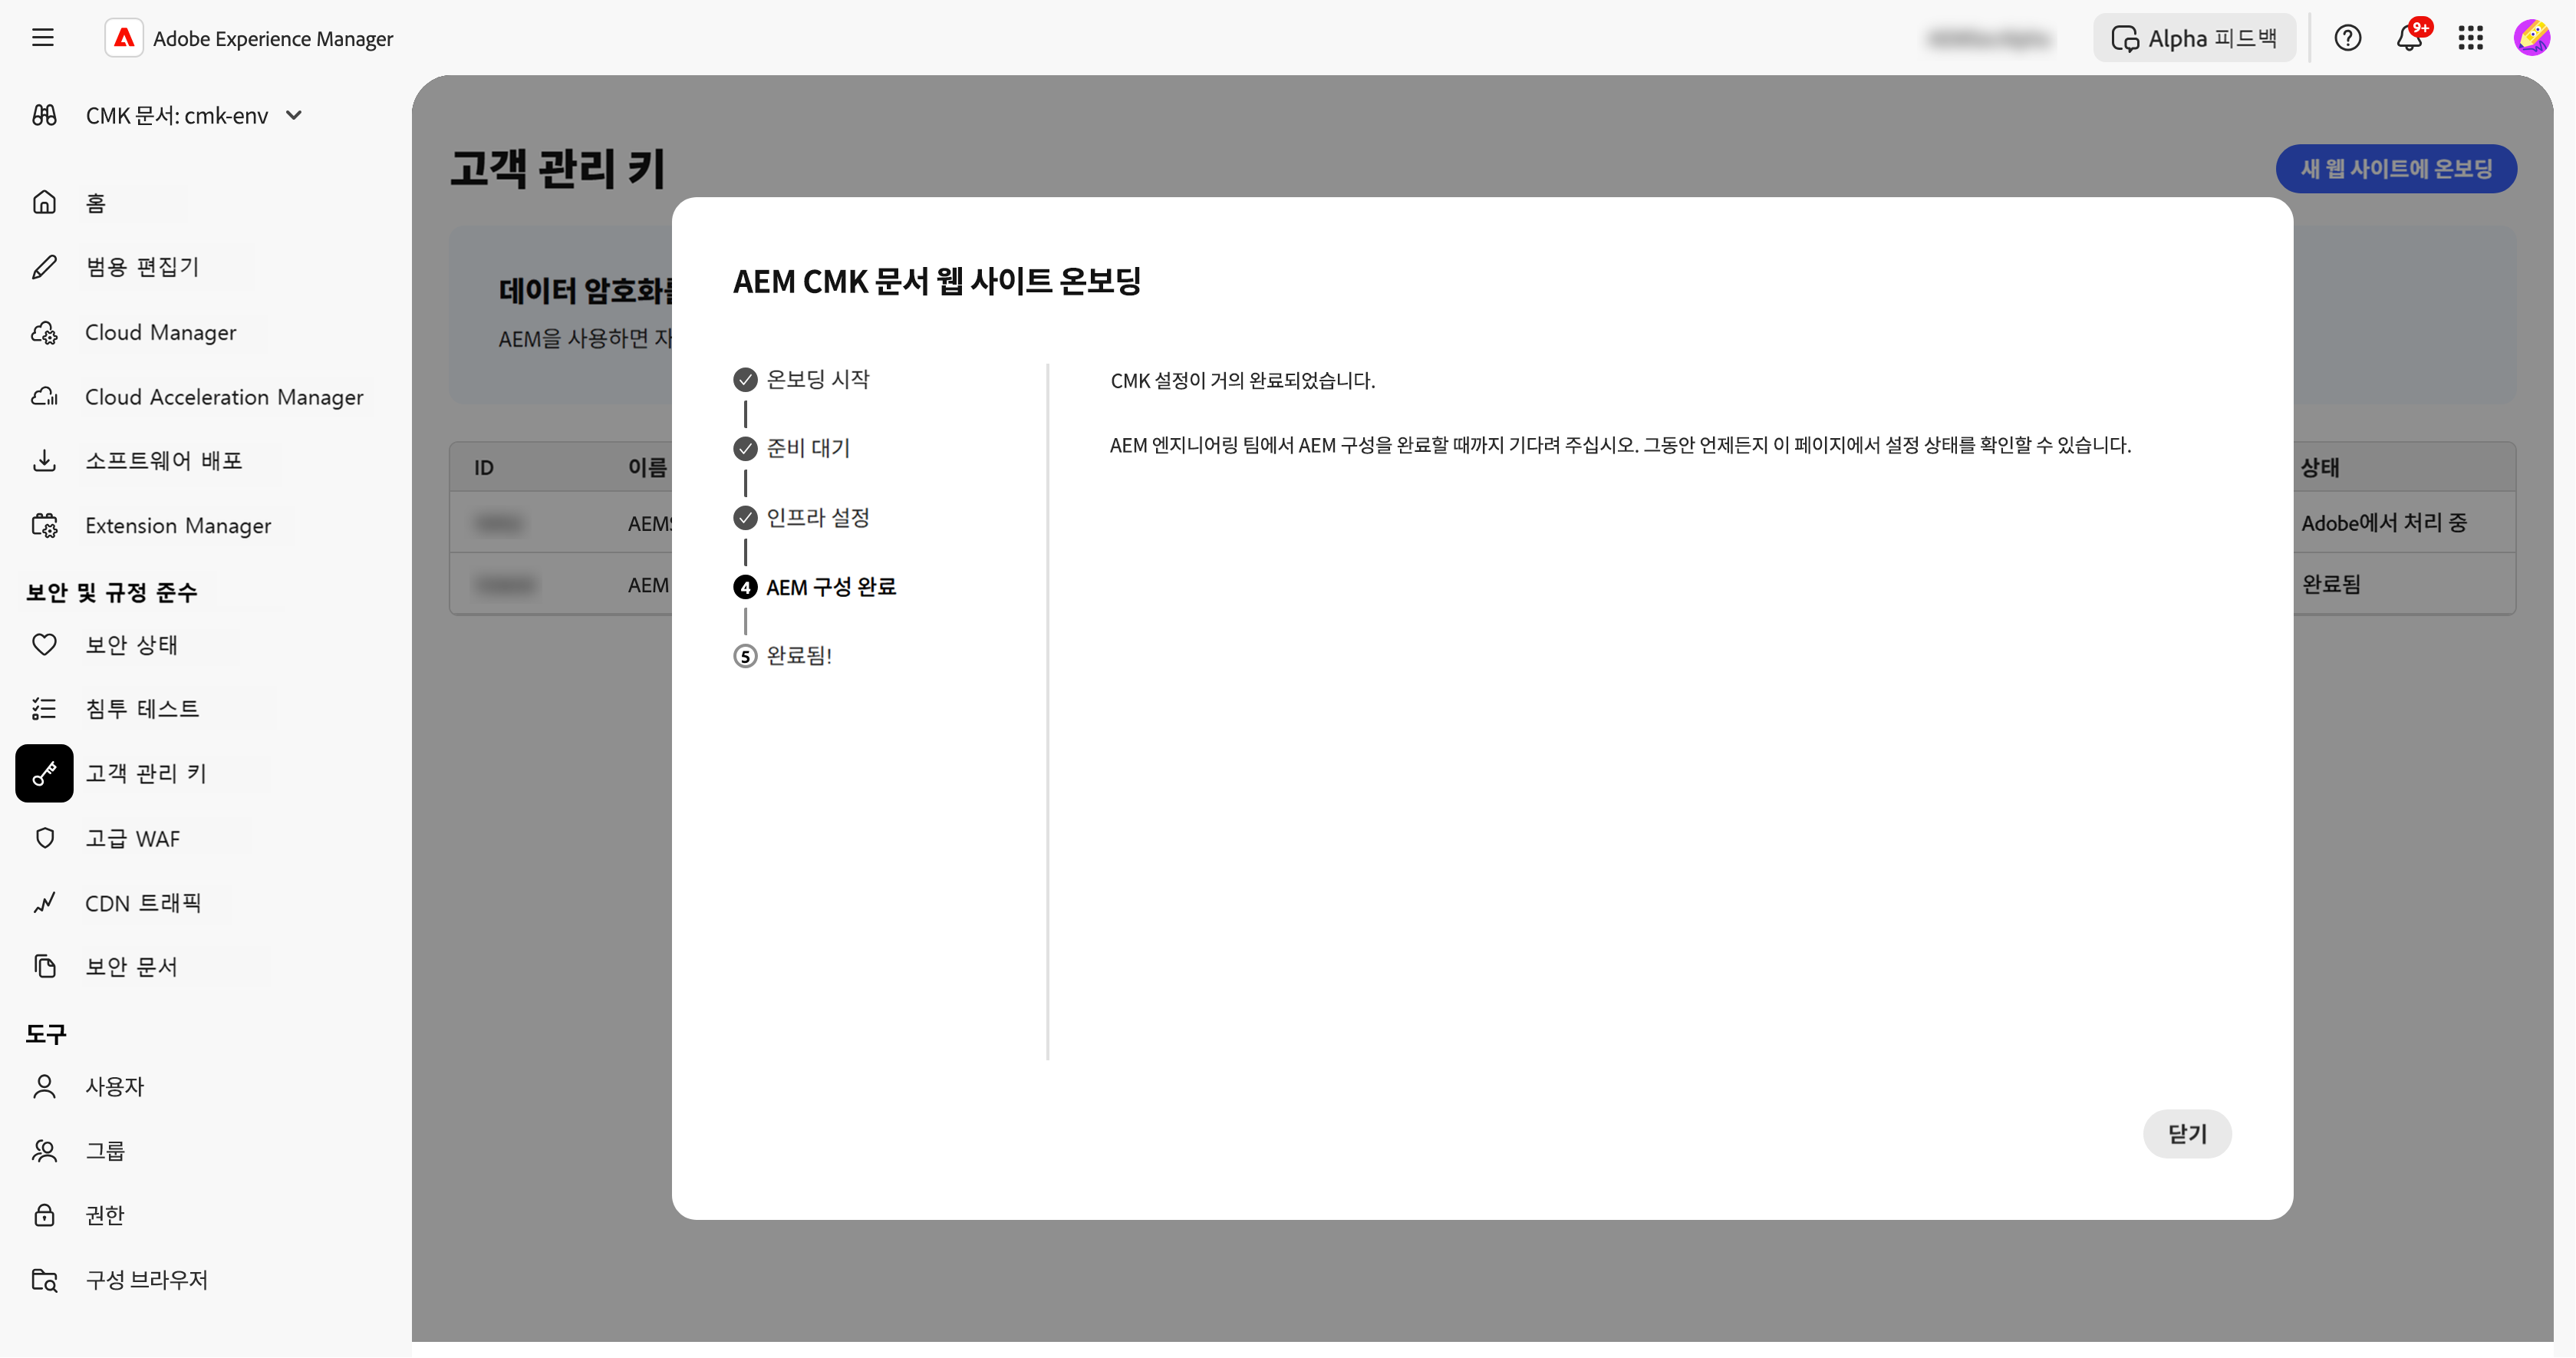 Adobe Experience Manager
Alpha 피드백
9+
CMK 문서: cmk-env
홈
범용 편집기
Cloud Manager
Cloud Acceleration Manager
소프트웨어 배포
Extension Manager
보안 및 규정 준수
보안 상태
침투 테스트
고객 관리 키
고급 WAF
CDN 트래픽
보안 문서
도구
사용자
그룹
권한
구성 브라우저
고객 관리 키
새 웹 사이트에 온보딩
데이터 암호화를
AEM을 사용하면 자
ID 이름 상태
AEMS Adobe에서 처리 중
AEM 완료됨
AEM CMK 문서 웹 사이트 온보딩
온보딩 시작
준비 대기
인프라 설정
4 AEM 구성 완료
5 완료됨!
CMK 설정이 거의 완료되었습니다.
AEM 엔지니어링 팀에서 AEM 구성을 완료할 때까지 기다려 주십시오. 그동안 언제든지 이 페이지에서 설정 상태를 확인할 수 있습니다.
닫기